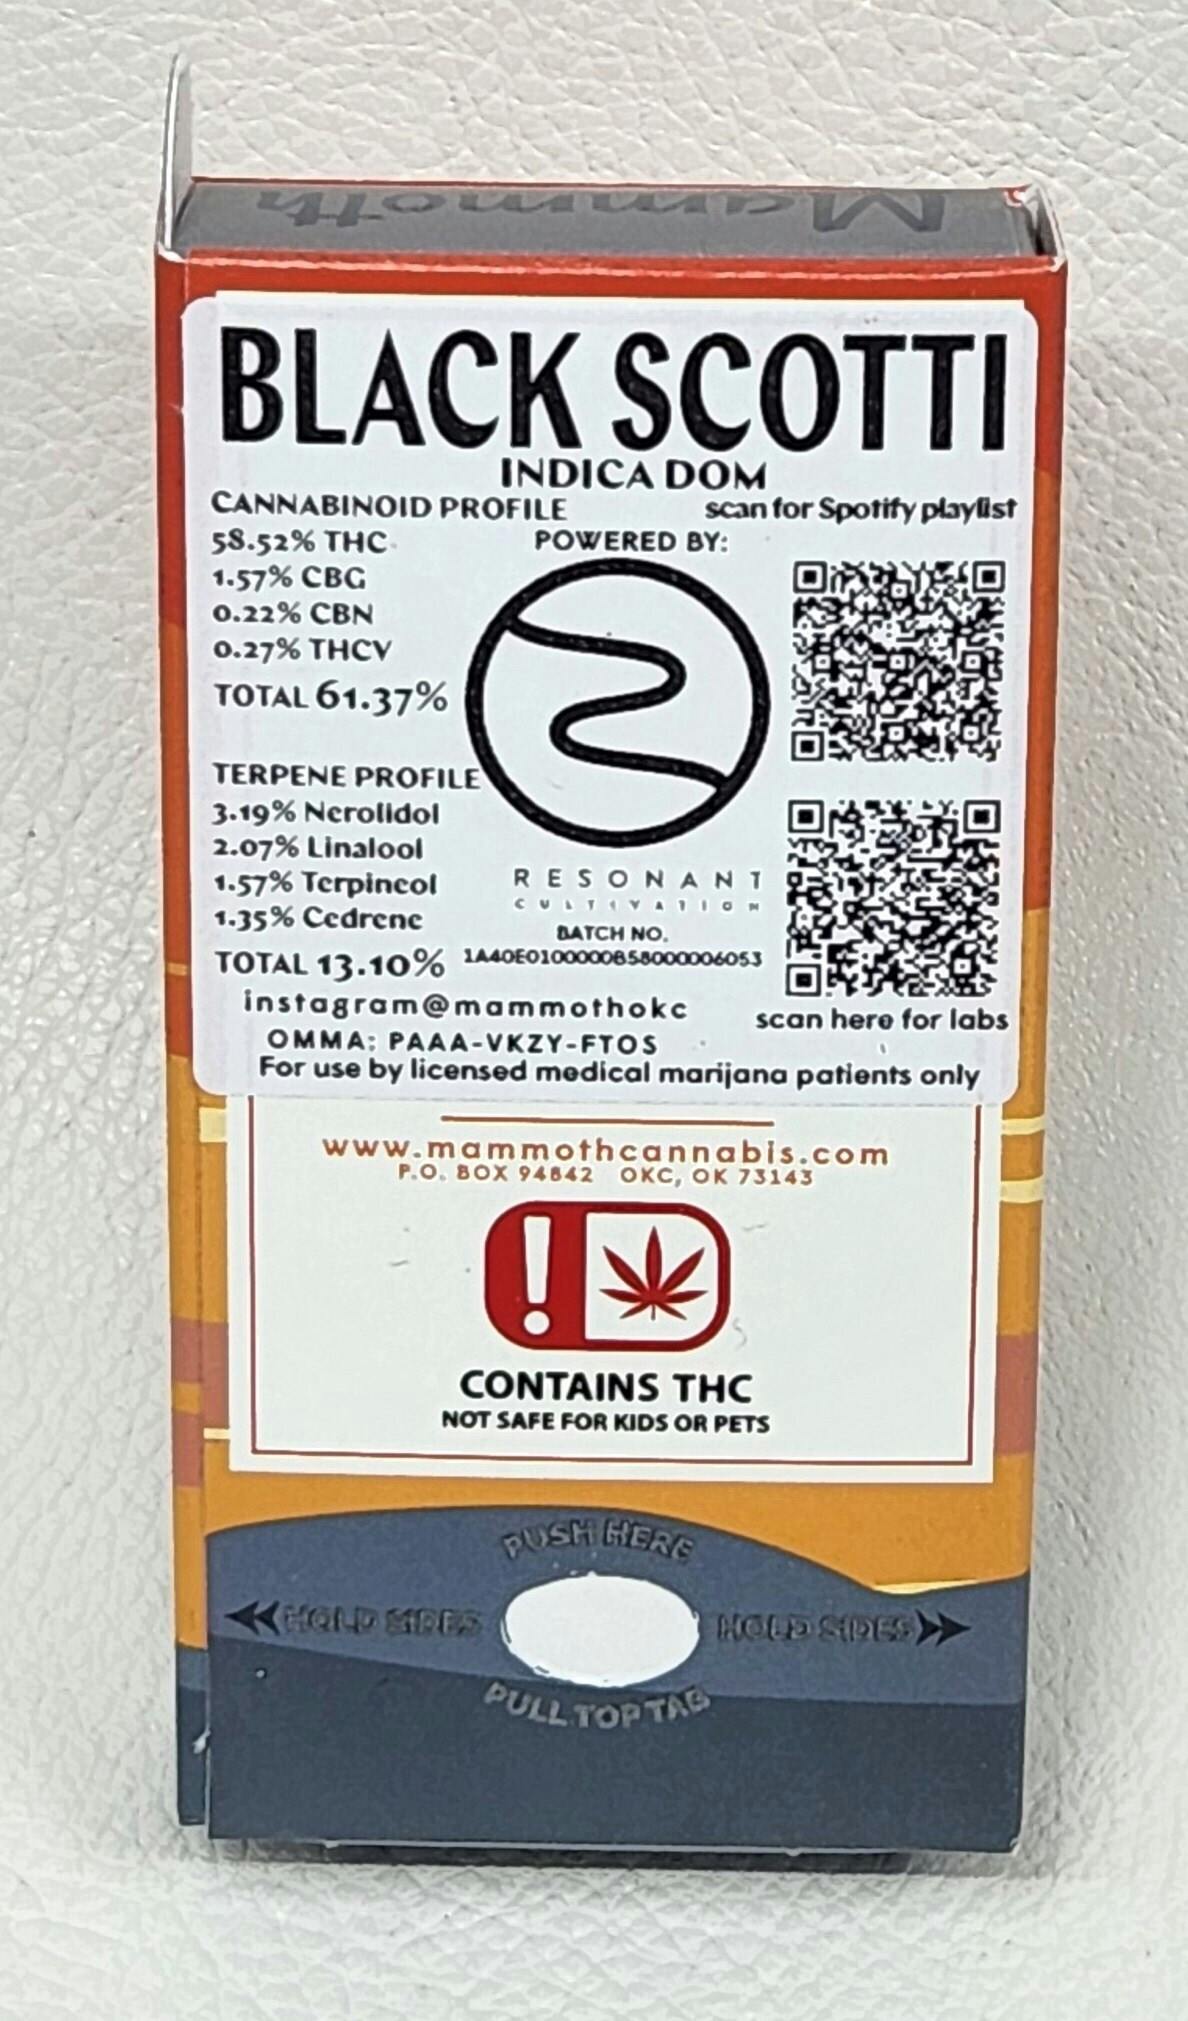 Mammoth
BLACK SCOTTI
INDICA DOM
CANNABINOID PROFILE
58.52% THC
1.57% CBG
0.22% CBN
0.27% THCV
TOTAL 61.37%
TERPENE PROFILE
3.19% Nerolidol
2.07% Linalool
1.57% Terpineol
1.35% Cedrene
TOTAL 13.10%
POWERED BY:
RESONANT
CULTIVATION
BATCH NO.
1A40E0100000B58000006053
scan for Spotify playlist
scan here for labs
instagram@mammothokc
OMMA: PAAA-VKZY-FTOS
For use by licensed medical marijana patients only
www.mammothcannabis.com
P.O. BOX 94842 OKC, OK 73143
!
CONTAINS THC
NOT SAFE FOR KIDS OR PETS
PUSH HERE
HOLD SIDES HOLD SIDES
PULL TOP TAB